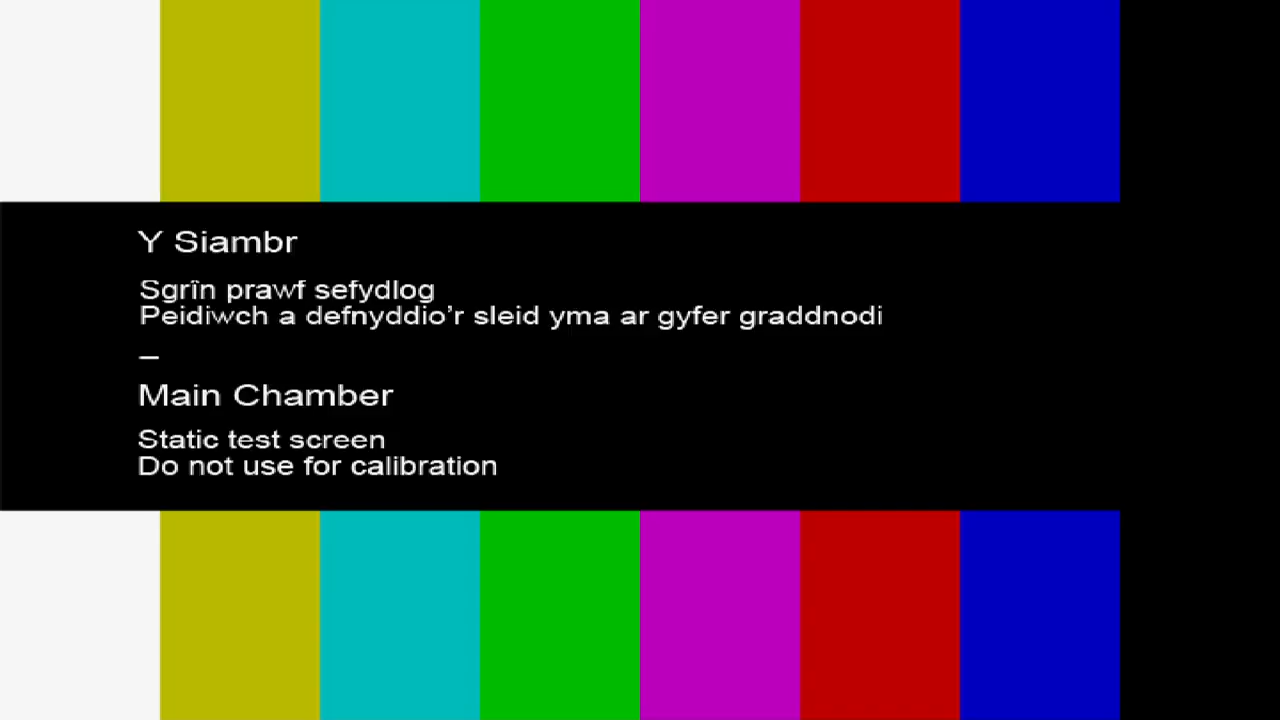 Y Siambr
Sgrîn prawf sefydlog
Peidiwch a defnyddio’r sleid yma ar gyfer graddnodi
–
Main Chamber
Static test screen
Do not use for calibration